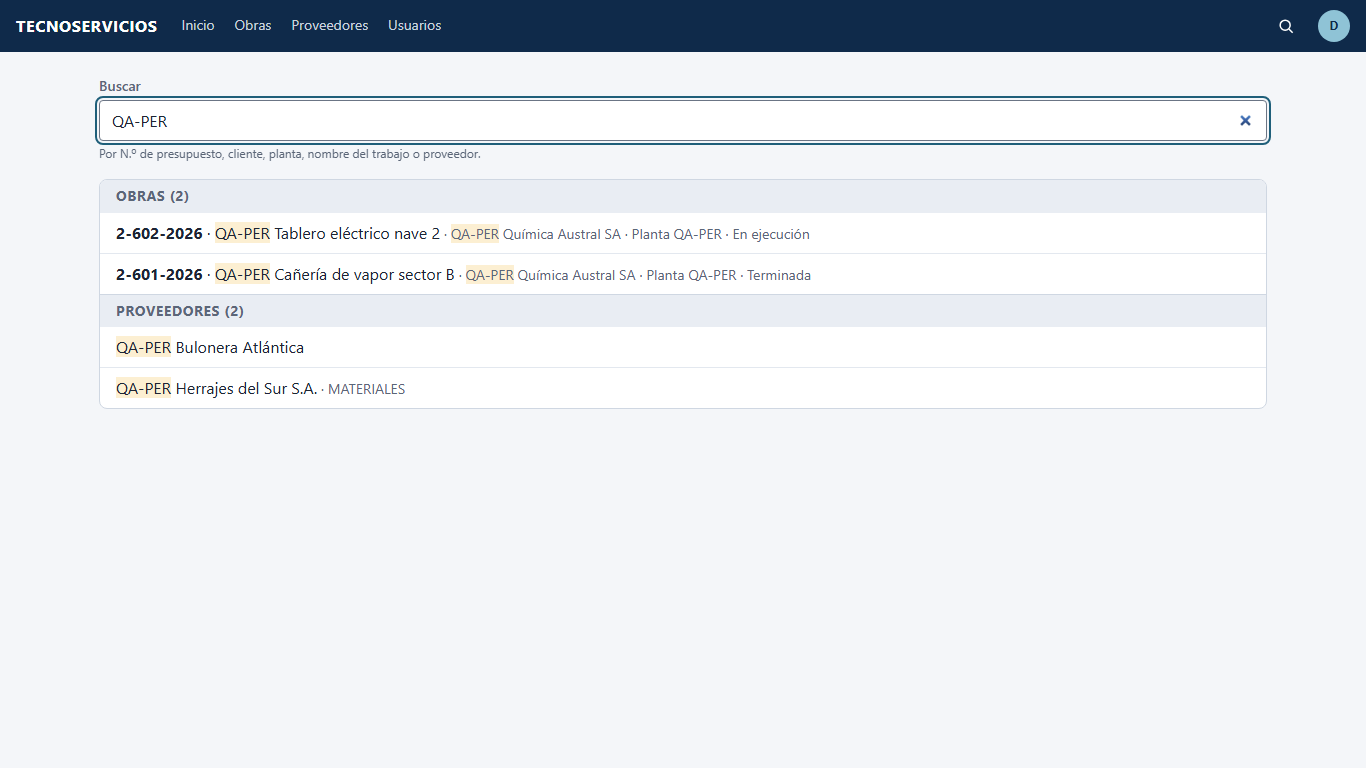 TECNOSERVICIOS Inicio Obras Proveedores Usuarios D
Buscar
QA-PER
Por N.º de presupuesto, cliente, planta, nombre del trabajo o proveedor.
OBRAS (2)
2-602-2026 · QA-PER Tablero eléctrico nave 2 · QA-PER Química Austral SA · Planta QA-PER · En ejecución
2-601-2026 · QA-PER Cañería de vapor sector B · QA-PER Química Austral SA · Planta QA-PER · Terminada
PROVEEDORES (2)
QA-PER Bulonera Atlántica
QA-PER Herrajes del Sur S.A. · MATERIALES